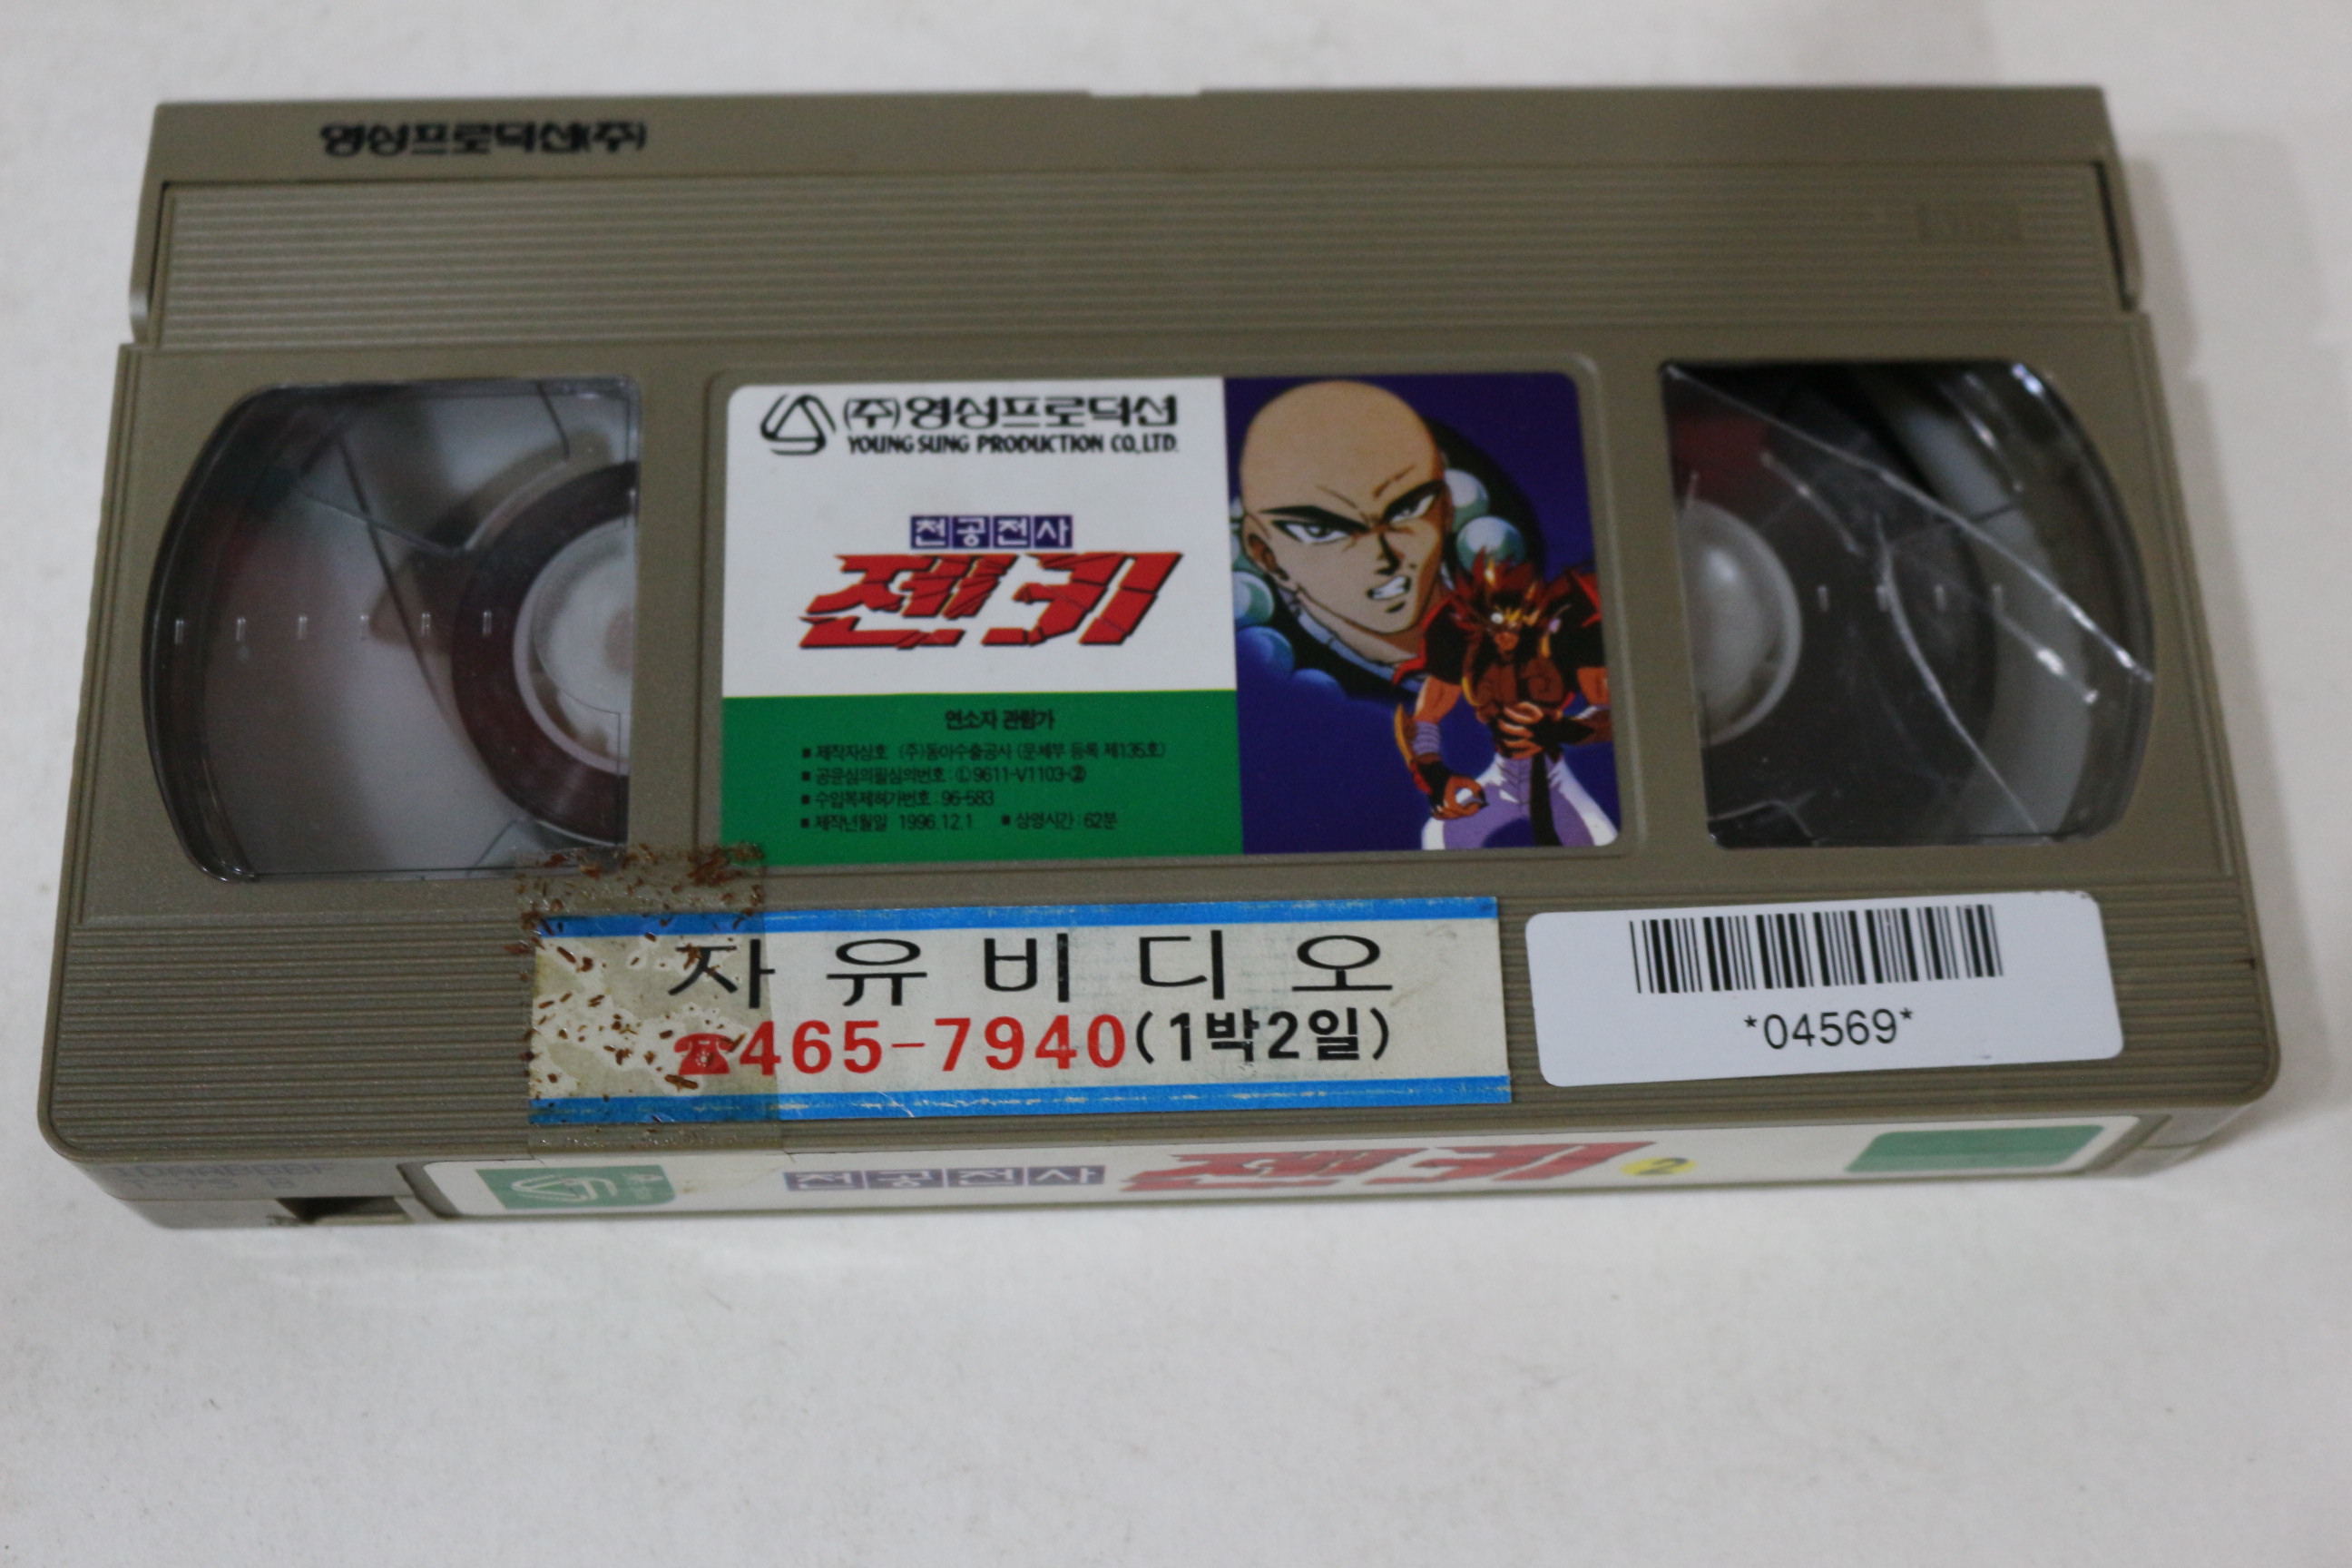 영성프로덕션(주)
(주)영성프로덕션
YOUNG SUNG PRODUCTION CO.,LTD.
천공전사
젠키
연소자 관람가
■ 제작자상호 (주)동아수출공사 (문체부 등록 제135호)
■ 공윤심의필심의번호 : ①9611-V1103-②
■ 수입복제허가번호 : 96-583
■ 제작년월일 1996. 12. 1 ■ 상영시간 : 62분
자유비디오
☎465-7940(1박2일)
*04569*
천공전사 젠키 2